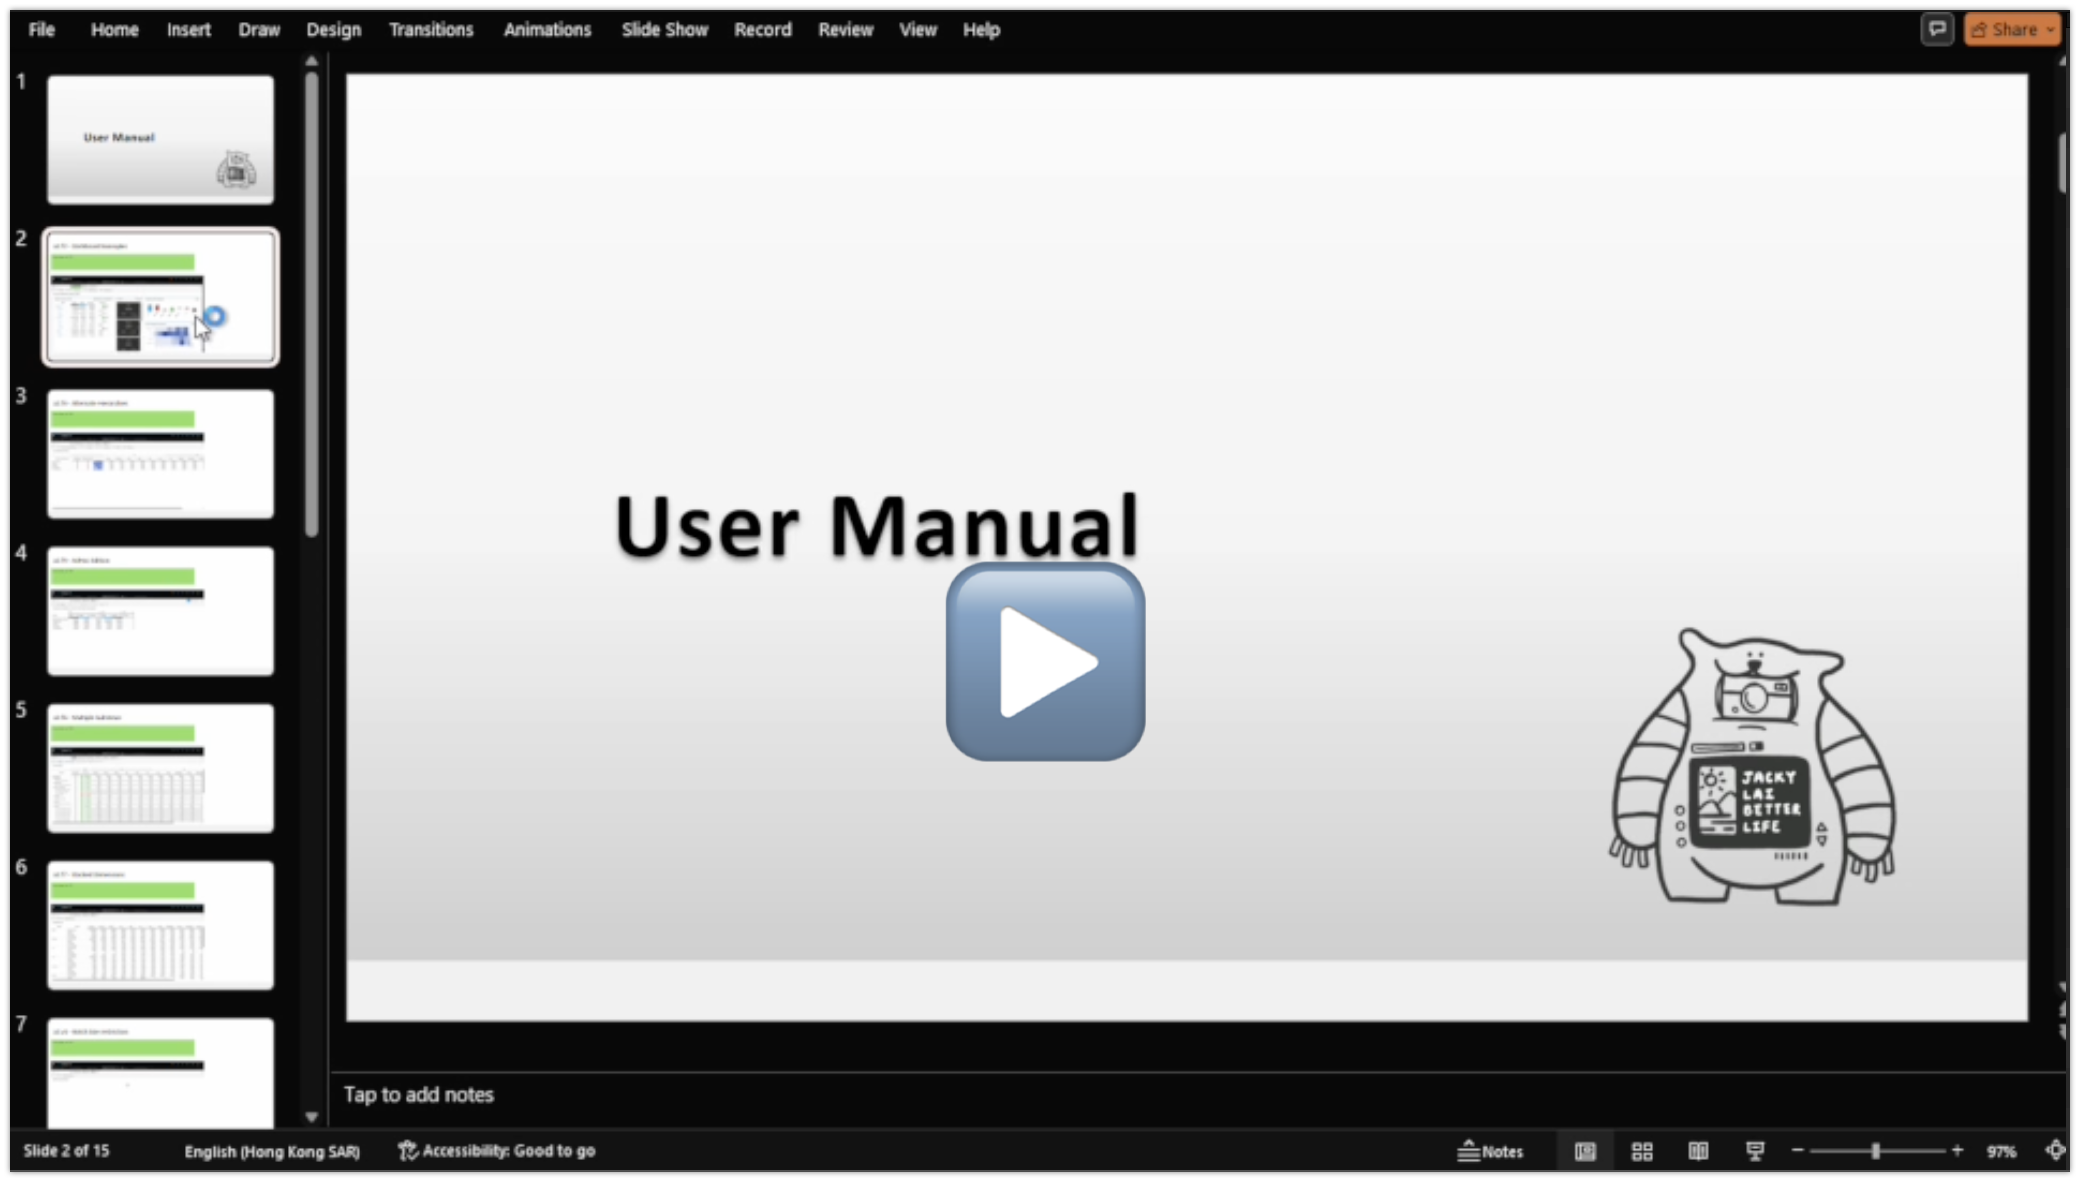 File Home Insert Draw Design Transitions Animations Slide Show Record Review View Help Share
1
User Manual
2
3
4
5
6
7
User Manual
JACKY
LAI
BETTER
LIFE
Tap to add notes
Slide 2 of 15 English (Hong Kong SAR) Accessibility: Good to go Notes 97%